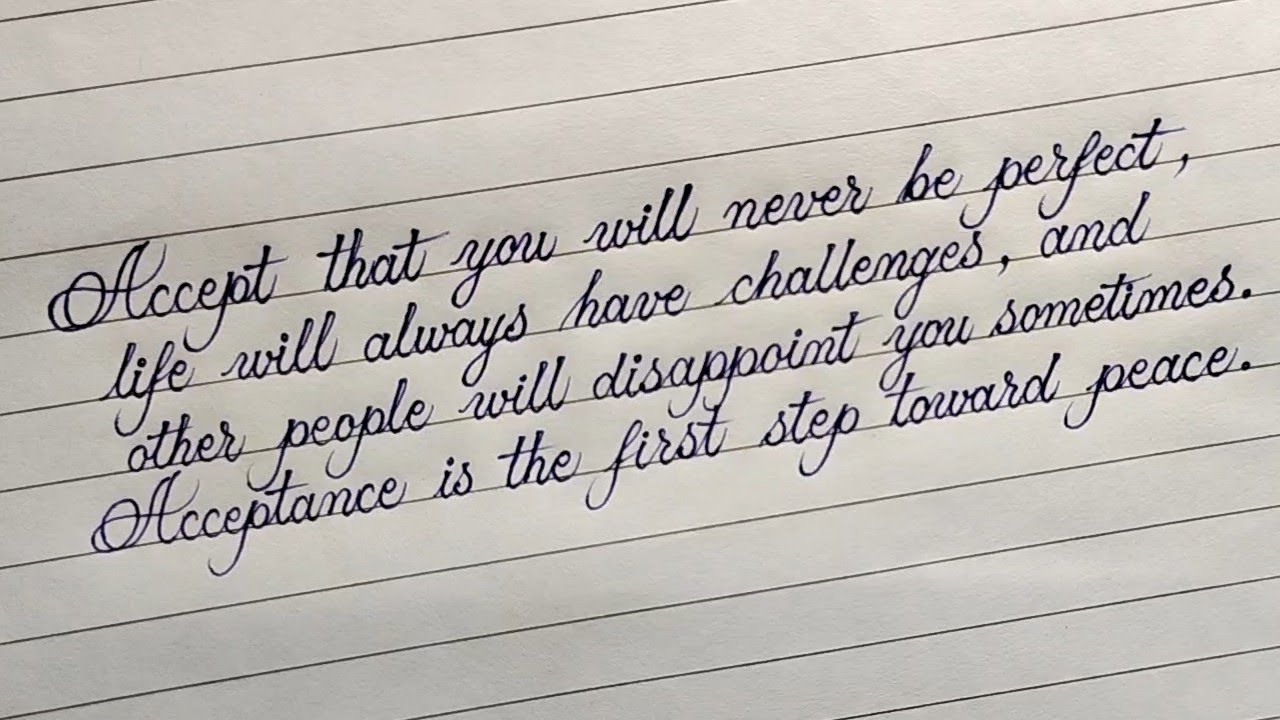 Accept that you will never be perfect,
life will always have challenges, and
other people will disappoint you sometimes.
Acceptance is the first step toward peace.